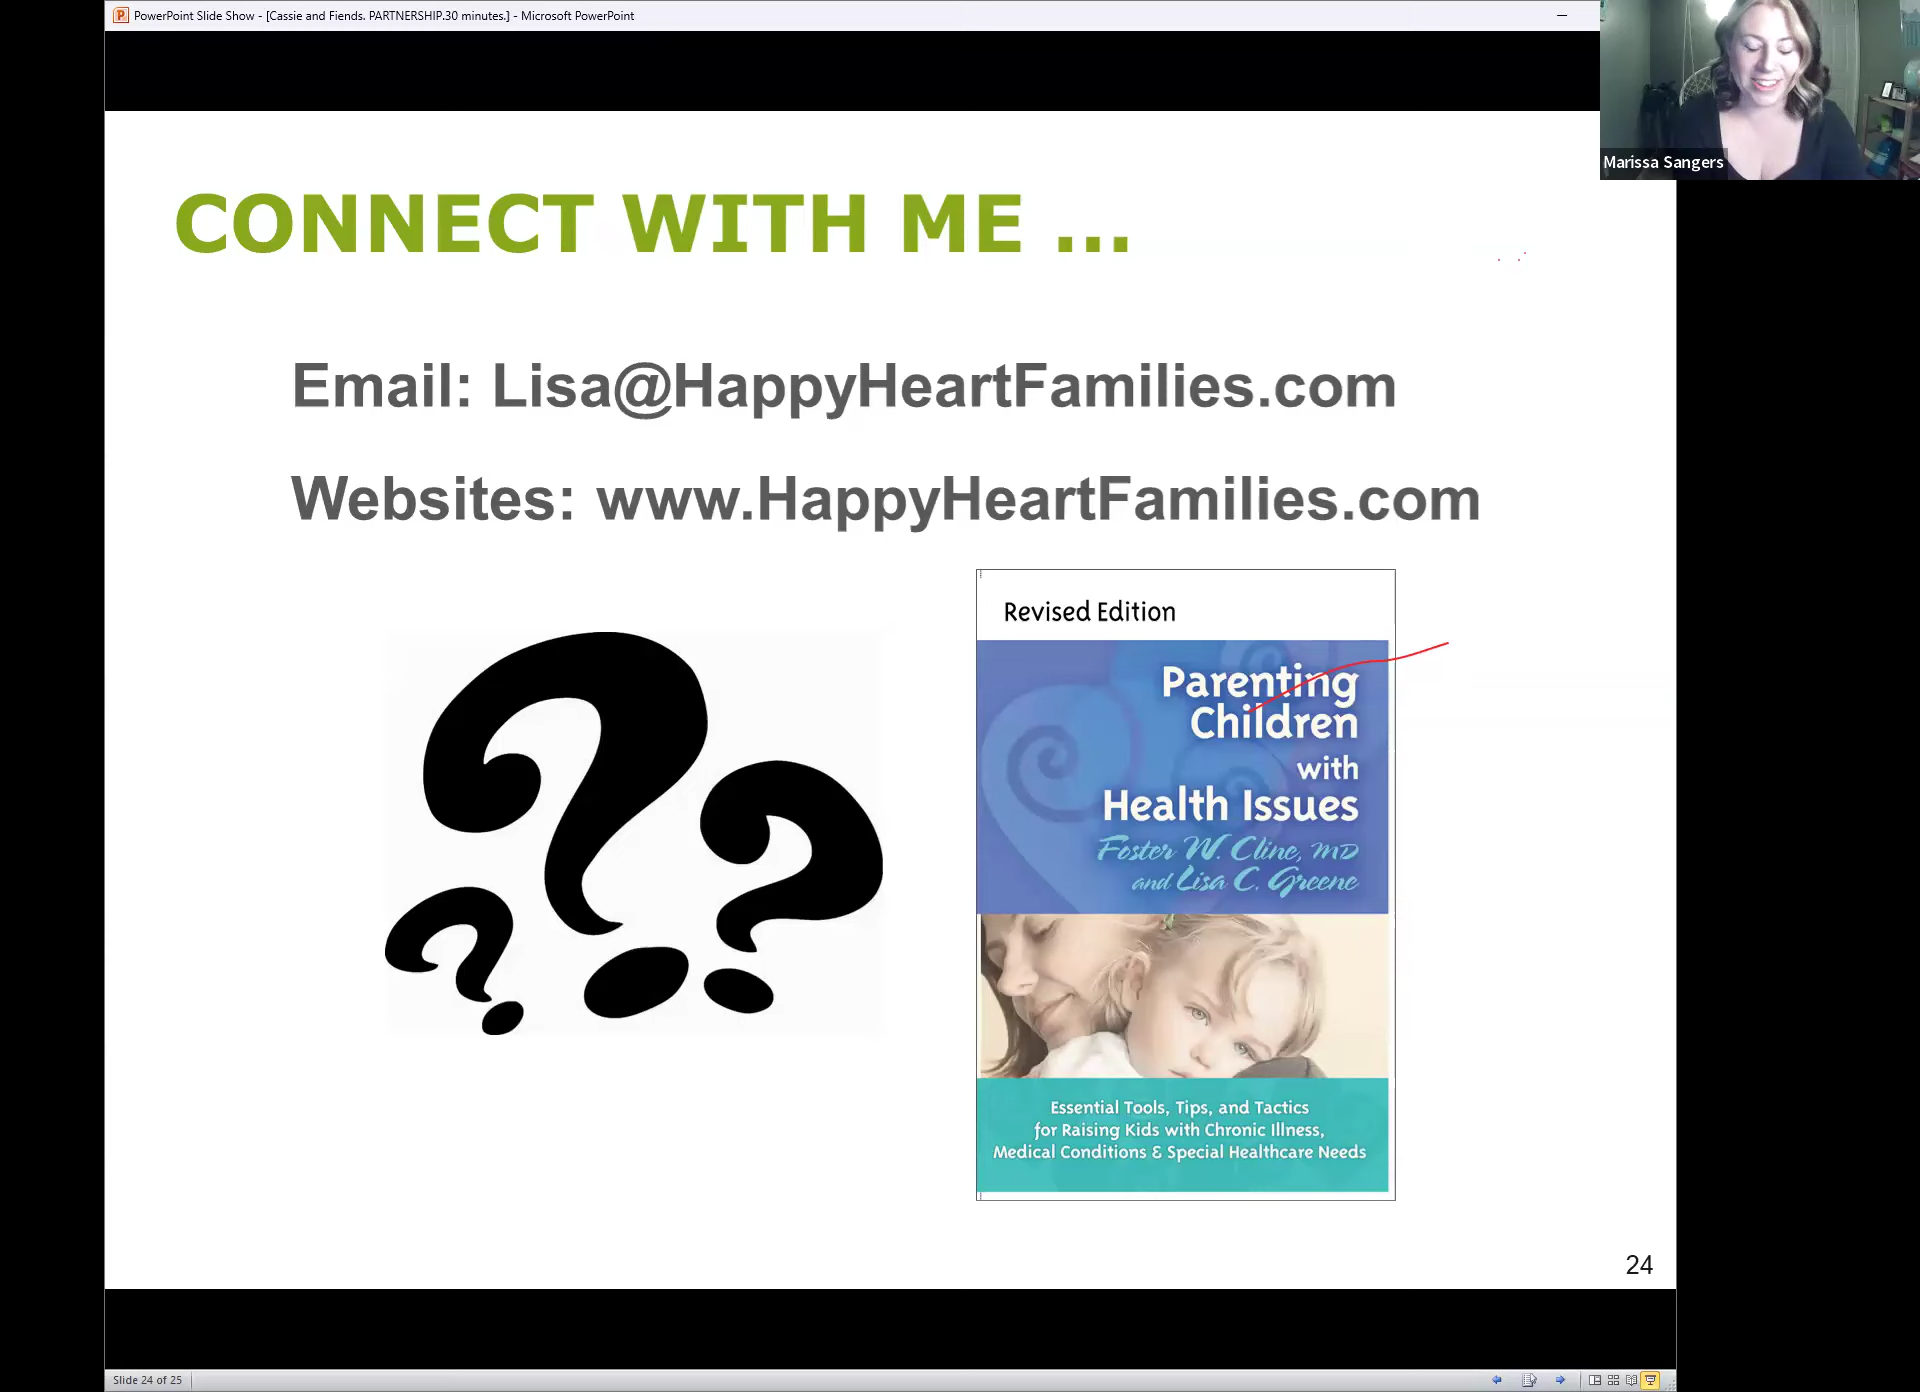 PowerPoint Slide Show - [Cassie and Fiends. PARTNERSHIP.30 minutes.] - Microsoft PowerPoint
Marissa Sangers
CONNECT WITH ME ...
Email: Lisa@HappyHeartFamilies.com
Websites: www.HappyHeartFamilies.com
? ? ?
Revised Edition
Parenting
Children
with
Health Issues
Foster W. Cline, MD
and Lisa C. Greene
Essential Tools, Tips, and Tactics
for Raising Kids with Chronic Illness,
Medical Conditions & Special Healthcare Needs
24
Slide 24 of 25